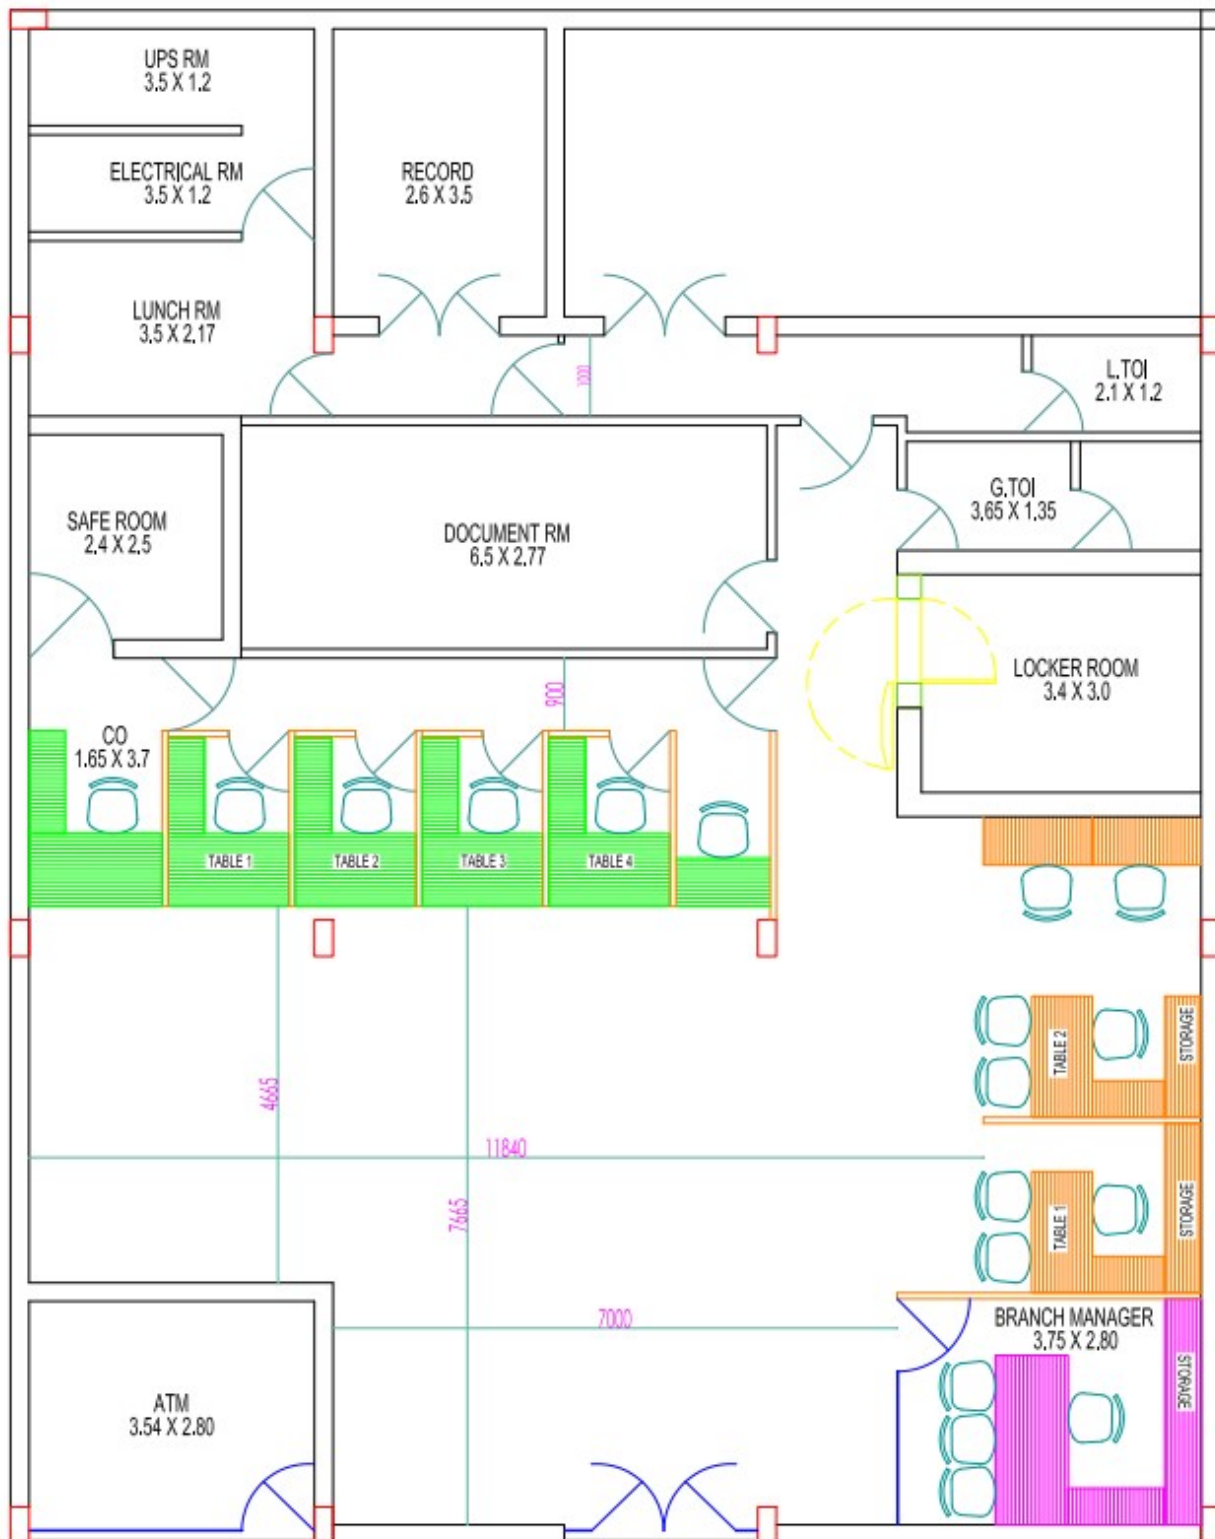 UPS RM
3.5 X 1.2
ELECTRICAL RM
3.5 X 1.2
RECORD
2.6 X 3.5
LUNCH RM
3.5 X 2.17
1000
L.TOI
2.1 X 1.2
G.TOI
3.65 X 1.35
SAFE ROOM
2.4 X 2.5
DOCUMENT RM
6.5 X 2.77
LOCKER ROOM
3.4 X 3.0
900
CO
1.65 X 3.7
TABLE 1
TABLE 2
TABLE 3
TABLE 4
TABLE 2
STORAGE
4665
11840
7665
TABLE 1
STORAGE
7000
BRANCH MANAGER
3.75 X 2.80
STORAGE
ATM
3.54 X 2.80